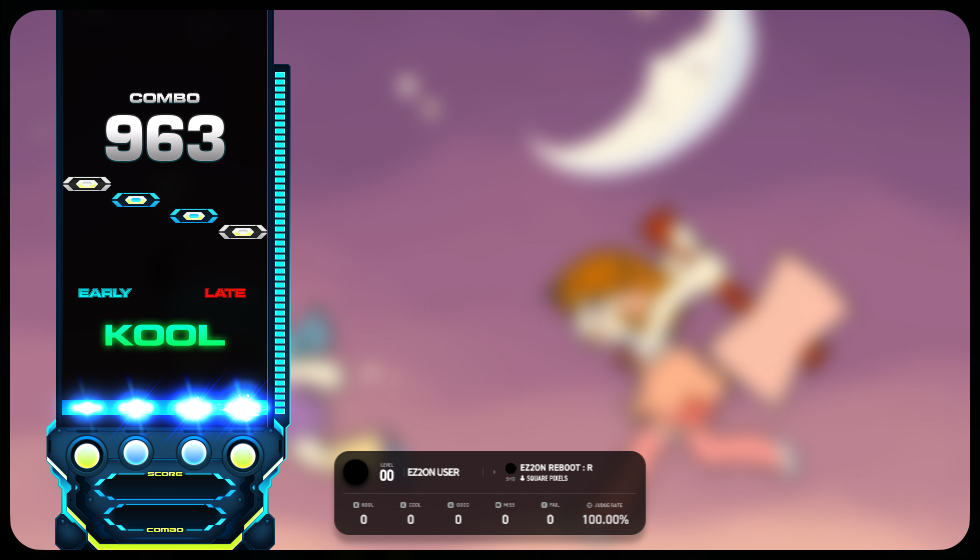 COMBO
963
EARLY LATE
KOOL
SCORE
COMBO
LEVEL
00
EZ2ON USER
EZ2ON REBOOT : R
SQUARE PIXELS
KOOL COOL GOOD MISS FAIL JUDGE RATE
0 0 0 0 0 100.00%